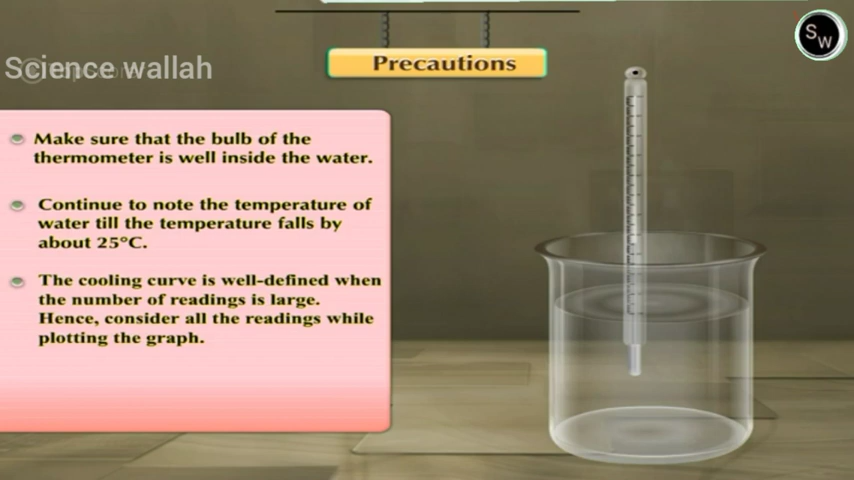 Precautions
Science wallah
SW
Make sure that the bulb of the
thermometer is well inside the water.
Continue to note the temperature of
water till the temperature falls by
about 25°C.
The cooling curve is well-defined when
the number of readings is large.
Hence, consider all the readings while
plotting the graph.